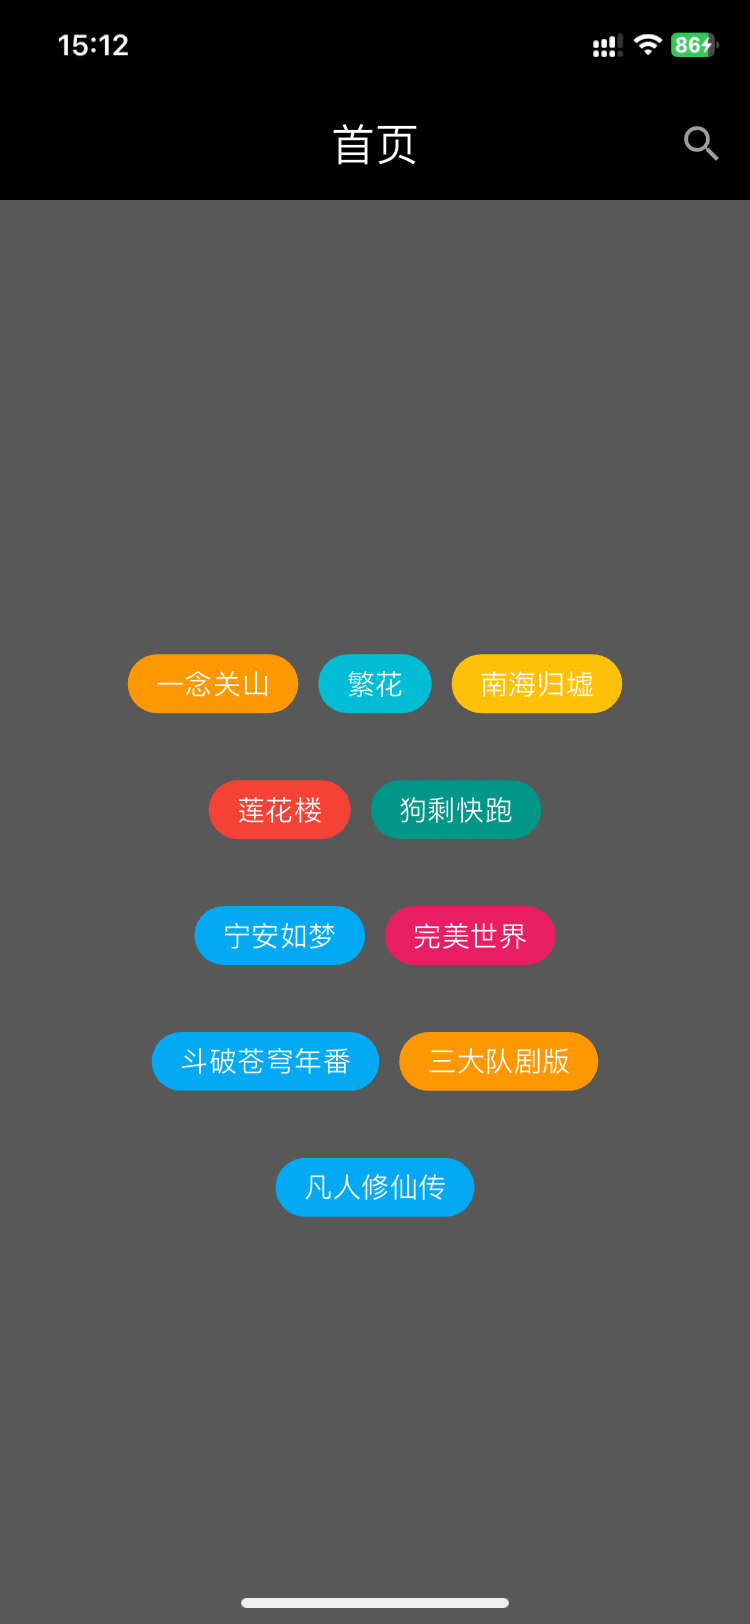 15:12 86
首页
一念关山 繁花 南海归墟
莲花楼 狗剩快跑
宁安如梦 完美世界
斗破苍穹年番 三大队剧版
凡人修仙传